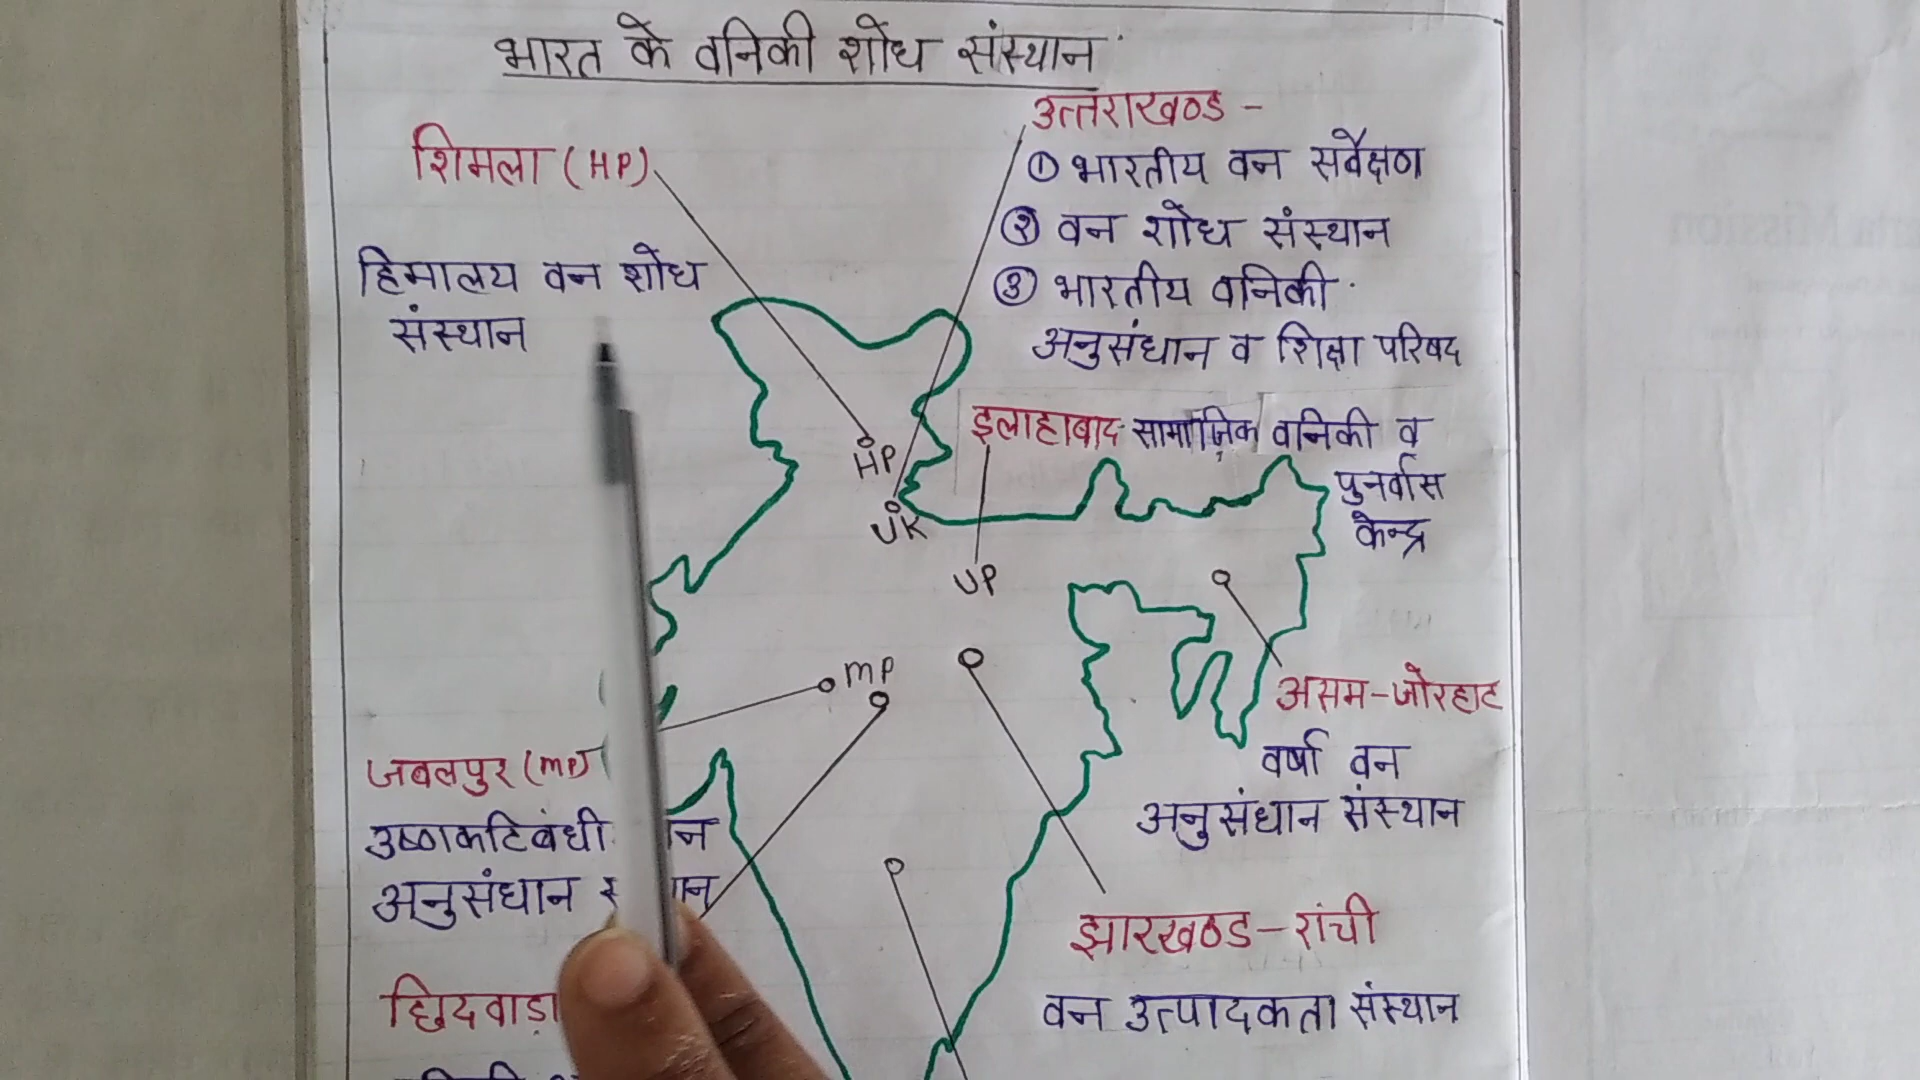 भारत के वनिकी शोध संस्थान
शिमला (HP)
हिमालय वन शोध
संस्थान
उत्तराखण्ड -
① भारतीय वन सर्वेक्षण
② वन शोध संस्थान
③ भारतीय वनिकी
अनुसंधान व शिक्षा परिषद
इलाहाबाद- सामाजिक वनिकी व
पुनर्वास
केन्द्र
HP
UK
UP
MP
असम-जोरहाट
वर्षा वन
अनुसंधान संस्थान
जबलपुर (MP)
उष्णकटिबंधी
अनुसंधान
झारखण्ड-रांची
वन उत्पादकता संस्थान
छिदवाड़ा